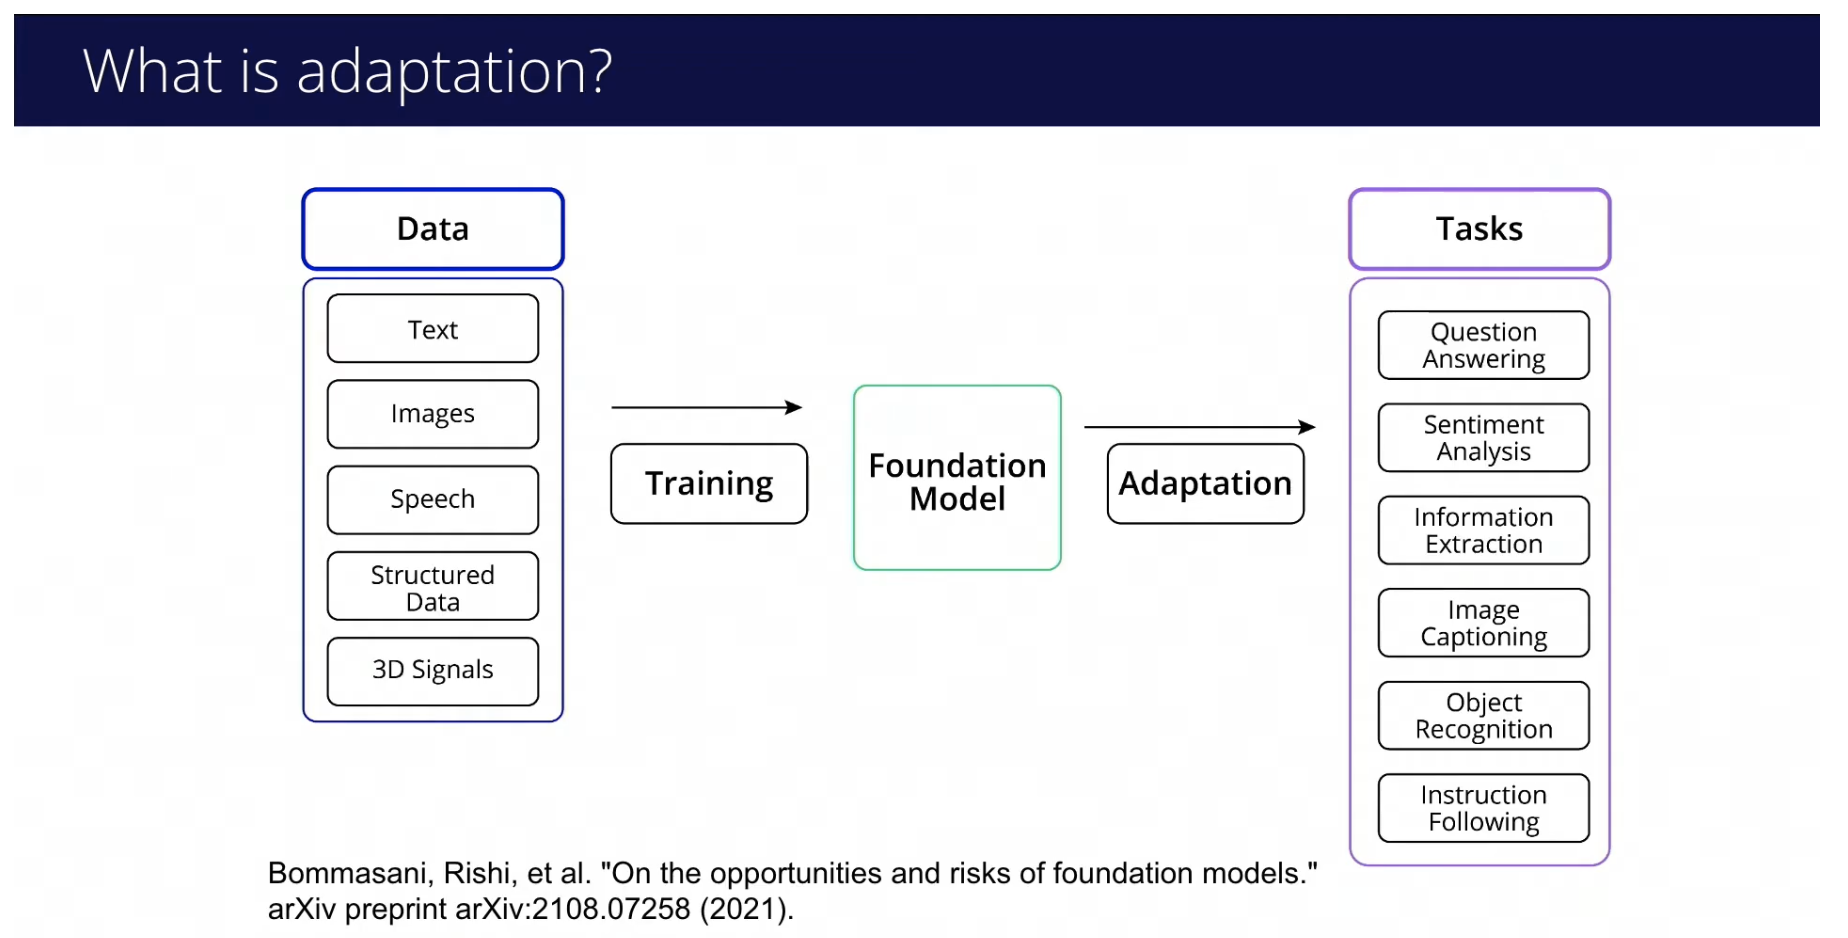 What is adaptation?
Data
Text
Images
Speech
Structured
Data
3D Signals
Training
Foundation
Model
Adaptation
Tasks
Question
Answering
Sentiment
Analysis
Information
Extraction
Image
Captioning
Object
Recognition
Instruction
Following
Bommasani, Rishi, et al. "On the opportunities and risks of foundation models."
arXiv preprint arXiv:2108.07258 (2021).